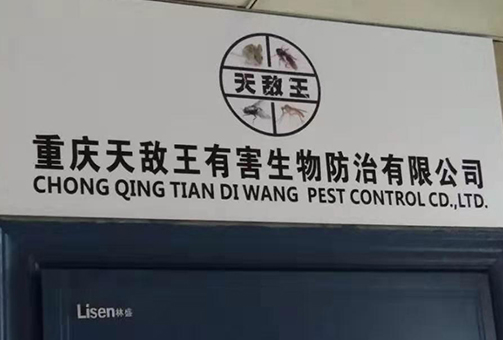 天敌王
重庆天敌王有害生物防治有限公司
CHONG QING TIAN DI WANG PEST CONTROL CD.,LTD.
Lisen林盛